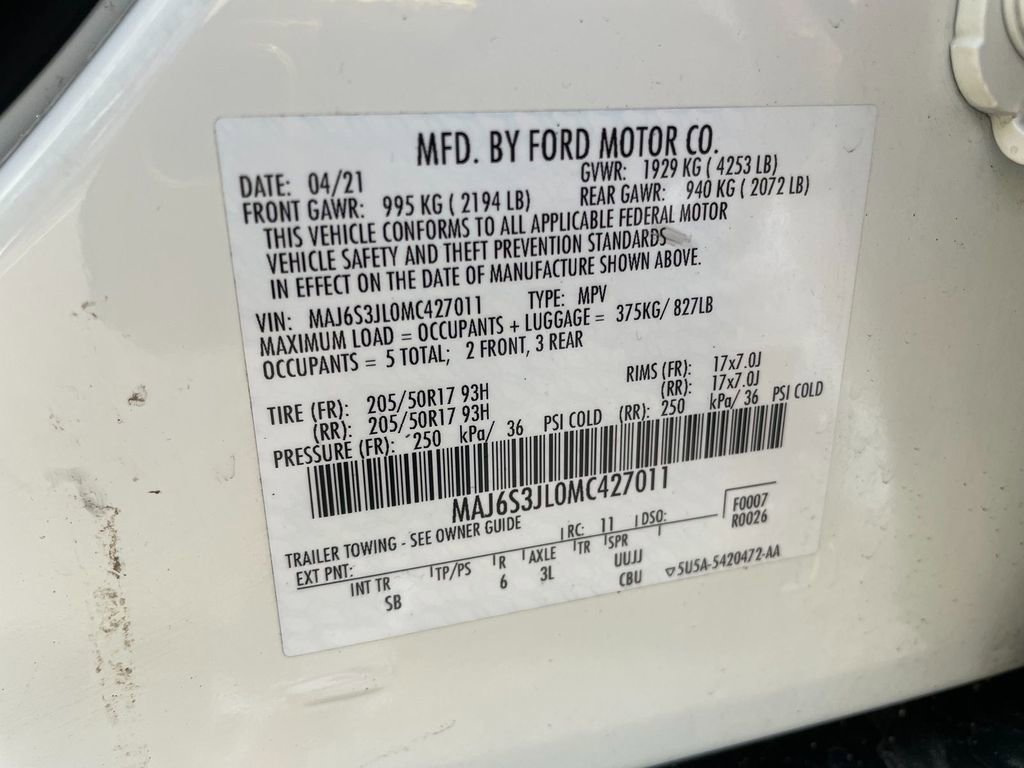 MFD. BY FORD MOTOR CO.
DATE: 04/21 GVWR: 1929 KG ( 4253 LB)
FRONT GAWR: 995 KG ( 2194 LB) REAR GAWR: 940 KG ( 2072 LB)
THIS VEHICLE CONFORMS TO ALL APPLICABLE FEDERAL MOTOR
VEHICLE SAFETY AND THEFT PREVENTION STANDARDS
IN EFFECT ON THE DATE OF MANUFACTURE SHOWN ABOVE.
VIN: MAJ6S3JL0MC427011 TYPE: MPV
MAXIMUM LOAD = OCCUPANTS + LUGGAGE = 375KG/ 827LB
OCCUPANTS = 5 TOTAL; 2 FRONT, 3 REAR
TIRE (FR): 205/50R17 93H RIMS (FR): 17x7.0J
(RR): 205/50R17 93H (RR): 17x7.0J
PRESSURE (FR): 250 kPa/ 36 PSI COLD (RR): 250 kPa/ 36 PSI COLD
MAJ6S3JL0MC427011
TRAILER TOWING - SEE OWNER GUIDE
EXT PNT: RC: 11 DSO: F0007
R0026
INT TR TP/PS R AXLE TR SPR
SB 6 3L UUJJ
CBU ▽5U5A-5420472-AA